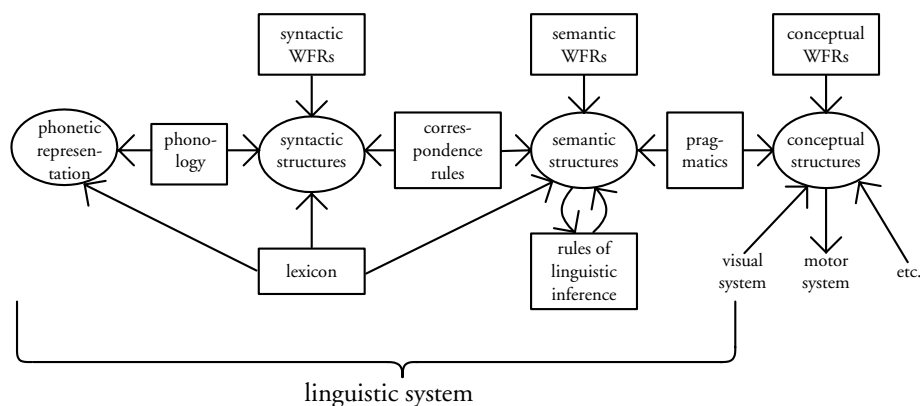 syntactic
WFRs
semantic
WFRs
conceptual
WFRs
phonetic
represen-
tation
phono-
logy
syntactic
structures
corres-
pondence
rules
semantic
structures
prag-
matics
conceptual
structures
lexicon
rules of
linguistic
inference
visual
system
motor
system
etc.
linguistic system